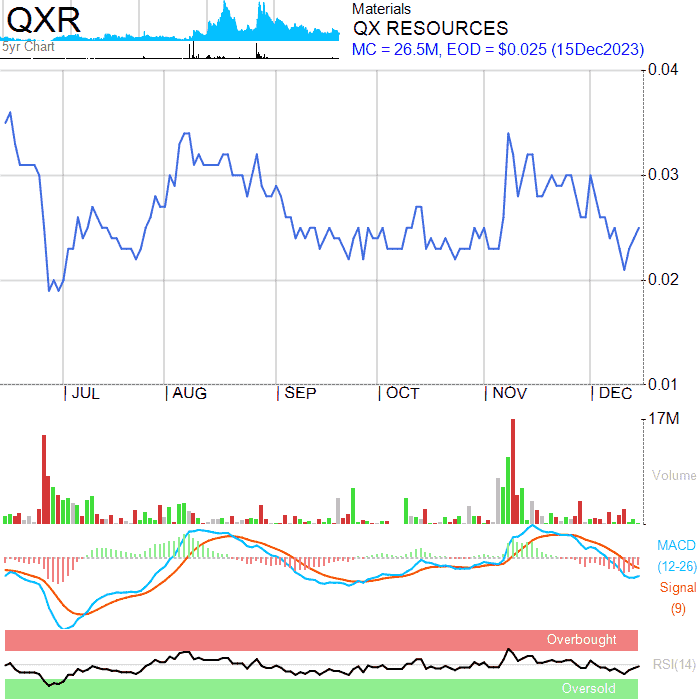 QXR
5yr Chart
Materials
QX RESOURCES
MC = 26.5M, EOD = $0.025 (15Dec2023)
0.04
0.03
0.02
0.01
JUL AUG SEP OCT NOV DEC
17M
Volume
MACD
(12-26)
Signal
(9)
Overbought
RSI(14)
Oversold